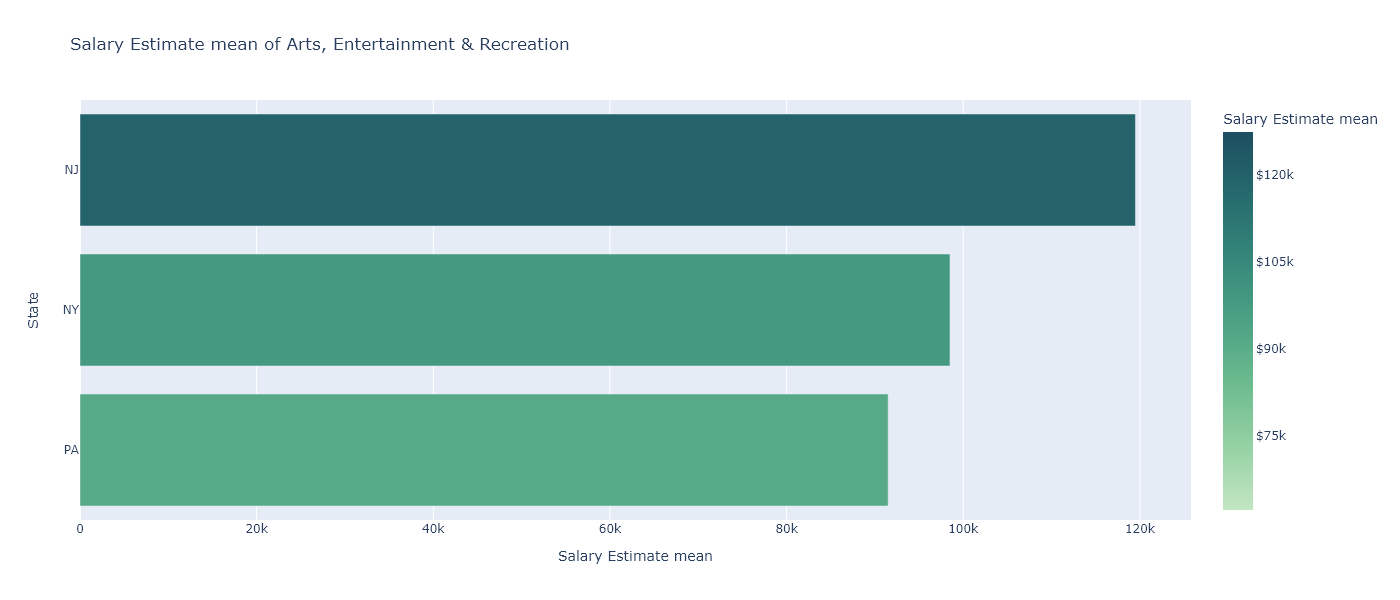 Salary Estimate mean of Arts, Entertainment & Recreation
Salary Estimate mean
$120k
$105k
$90k
$75k
State
NJ
NY
PA
0 20k 40k 60k 80k 100k 120k
Salary Estimate mean